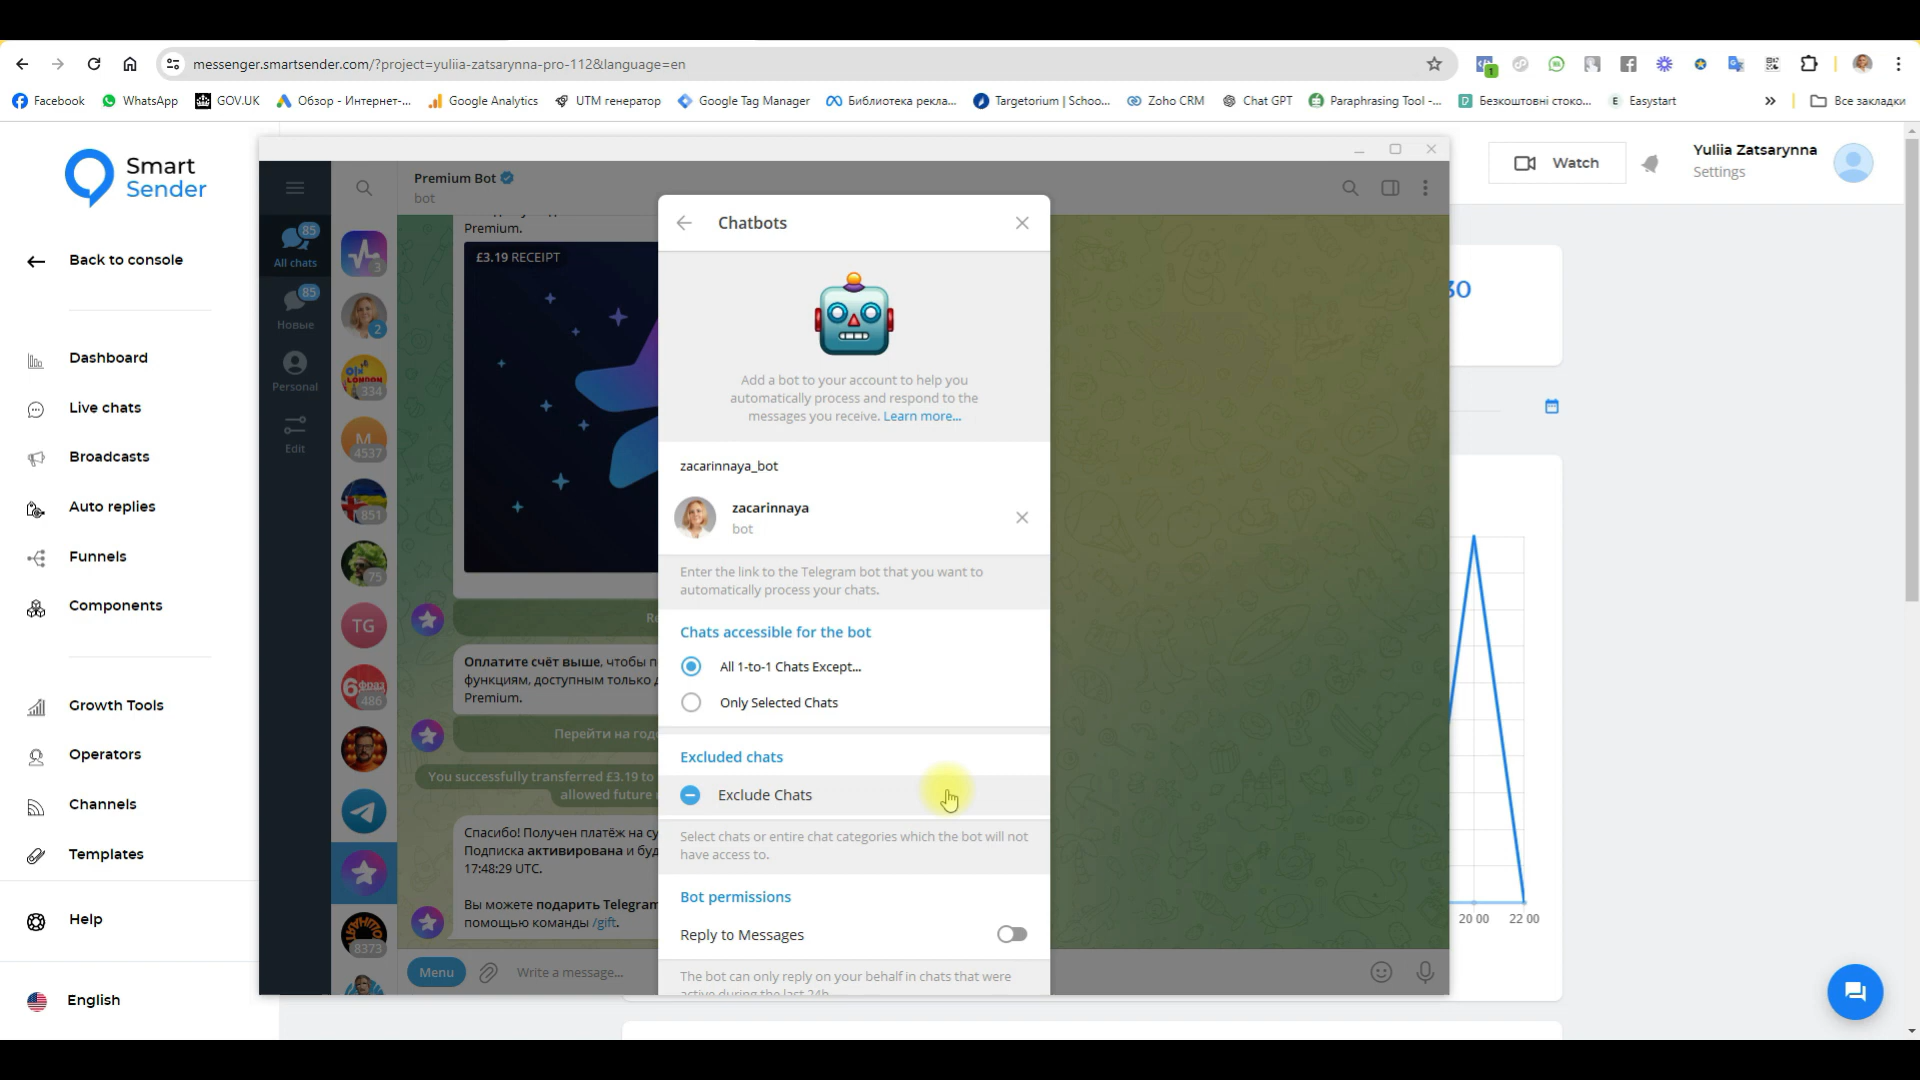 messenger.smartsender.com/?project=yuliia-zatsarynna-pro-112&language=en
1
Facebook
WhatsApp
GOV.UK
Обзор - Интернет-...
Google Analytics
UTM генератор
Google Tag Manager
Библиотека рекла...
Targetorium | Schoo...
Zoho CRM
Chat GPT
Paraphrasing Tool -...
Безкоштовні стоко...
Easystart
»
Все закладки
Smart
Sender
Back to console
Dashboard
Live chats
Broadcasts
Auto replies
Funnels
Components
Growth Tools
Operators
Channels
Templates
Help
English
85
All chats
85
Новые
Personal
Edit
3
2
334
M
4537
851
75
TG
486
8373
Premium Bot
bot
Premium.
£3.19 RECEIPT
Оплатите счёт выше, чтобы п
функциям, доступным только д
Premium.
Перейти на год
You successfully transferred £3.19 to
allowed future
Спасибо! Получен платёж на су
Подписка активирована и буд
17:48:29 UTC.
Вы можете подарить Telegram
помощью команды /gift.
Menu
Write a message...
Chatbots
Add a bot to your account to help you
automatically process and respond to the
messages you receive. Learn more...
zacarinnaya_bot
zacarinnaya
bot
Enter the link to the Telegram bot that you want to
automatically process your chats.
Chats accessible for the bot
All 1-to-1 Chats Except...
Only Selected Chats
Excluded chats
Exclude Chats
Select chats or entire chat categories which the bot will not
have access to.
Bot permissions
Reply to Messages
The bot can only reply on your behalf in chats that were
active during the last 24h.
Watch
Yuliia Zatsarynna
Settings
30
20 00
22 00